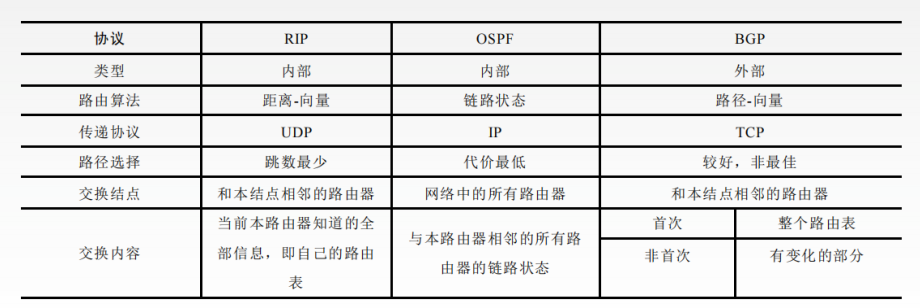 协议 RIP OSPF BGP
类型 内部 内部 外部
路由算法 距离-向量 链路状态 路径-向量
传递协议 UDP IP TCP
路径选择 跳数最少 代价最低 较好，非最佳
交换结点 和本结点相邻的路由器 网络中的所有路由器 和本结点相邻的路由器
交换内容
当前本路由器知道的全
部信息，即自己的路由
表
与本路由器相邻的所有路
由器的链路状态
首次 整个路由表
非首次 有变化的部分